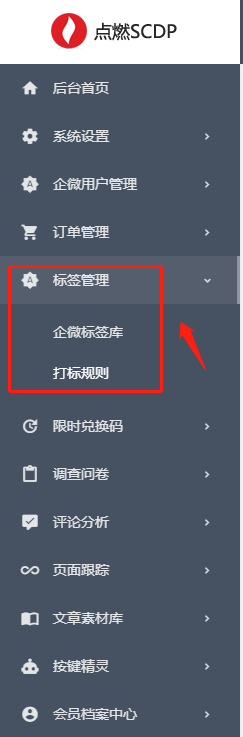 点燃SCDP
后台首页
系统设置
企微用户管理
订单管理
标签管理
企微标签库
打标规则
限时兑换码
调查问卷
评论分析
页面跟踪
文章素材库
按键精灵
会员档案中心